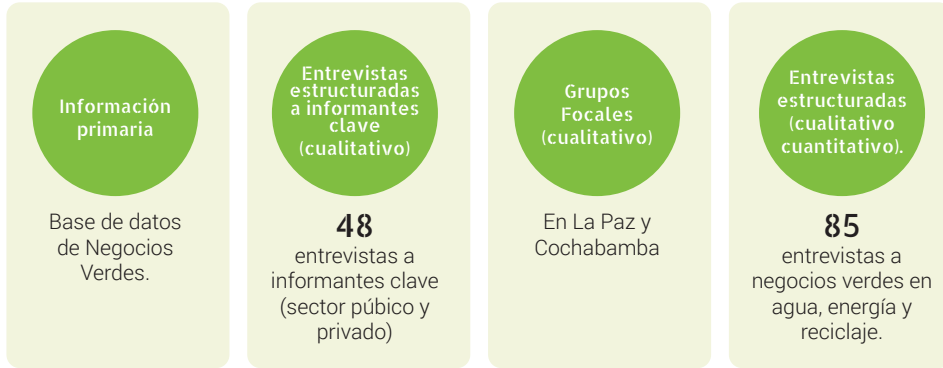 Información
primaria
Base de datos
de Negocios
Verdes.
Entrevistas
estructuradas
a informantes
clave
(cualitativo)
48
entrevistas a
informantes clave
(sector púbico y
privado)
Grupos
Focales
(cualitativo)
En La Paz y
Cochabamba
Entrevistas
estructuradas
(cualitativo
cuantitativo).
85
entrevistas a
negocios verdes en
agua, energía y
reciclaje.